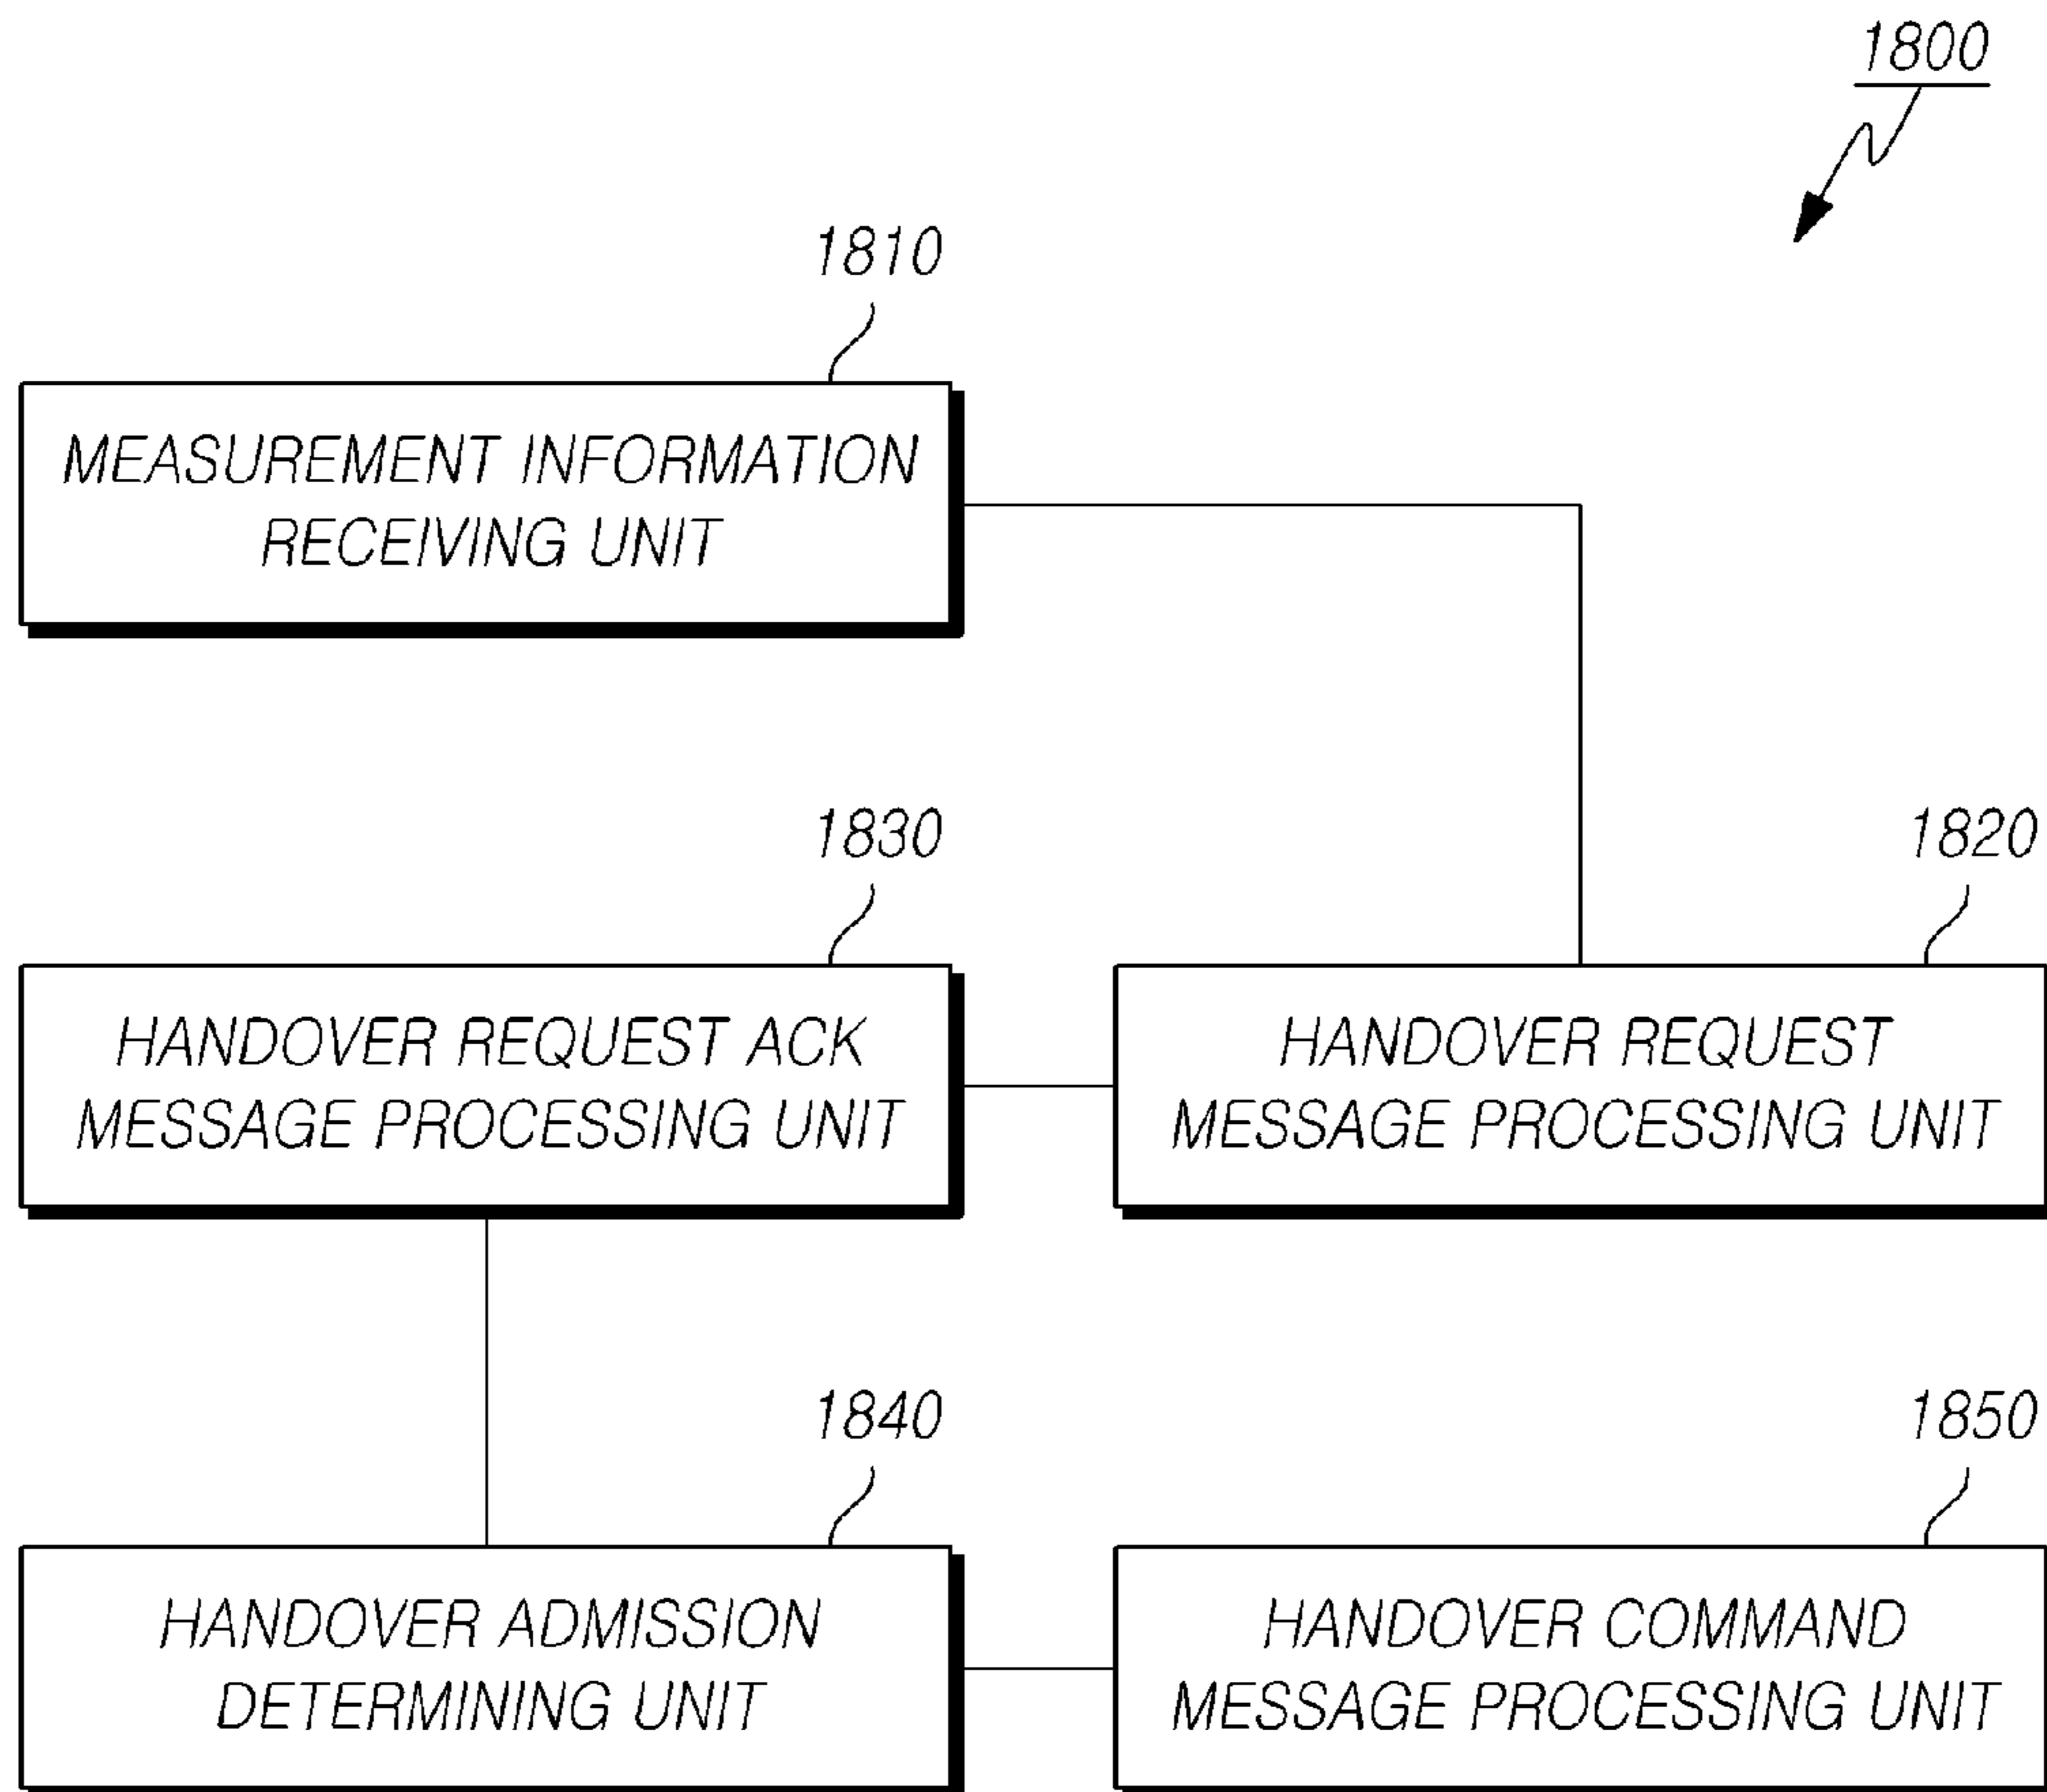 1800
1810
MEASUREMENT INFORMATION
RECEIVING UNIT
1830
HANDOVER REQUEST ACK
MESSAGE PROCESSING UNIT
1820
HANDOVER REQUEST
MESSAGE PROCESSING UNIT
1840
HANDOVER ADMISSION
DETERMINING UNIT
1850
HANDOVER COMMAND
MESSAGE PROCESSING UNIT